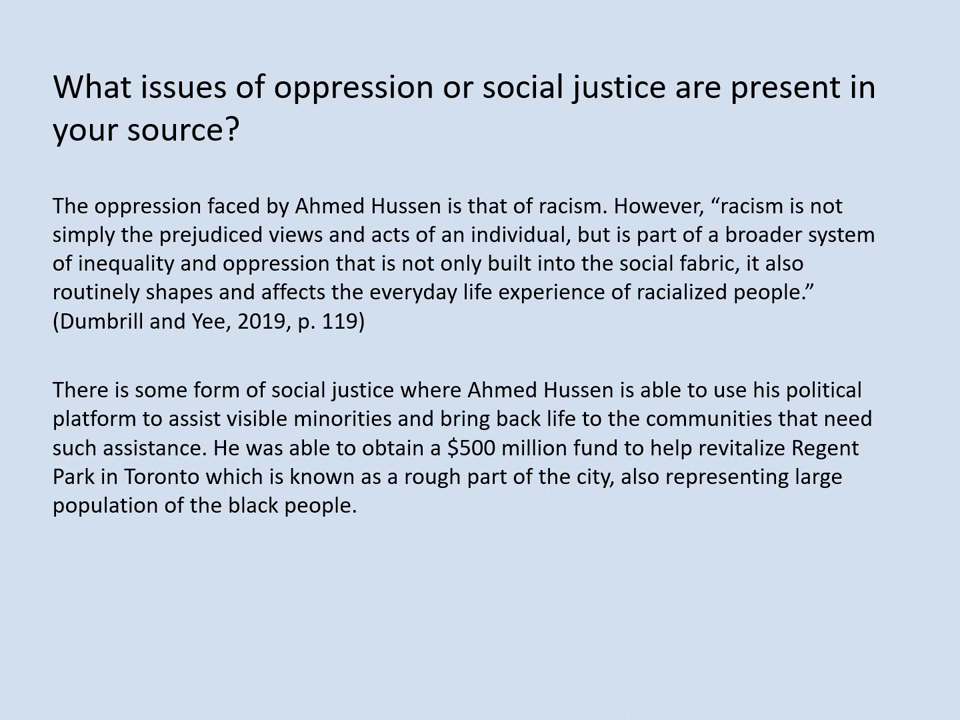 What issues of oppression or social justice are present in
your source?
The oppression faced by Ahmed Hussen is that of racism. However, “racism is not
simply the prejudiced views and acts of an individual, but is part of a broader system
of inequality and oppression that is not only built into the social fabric, it also
routinely shapes and affects the everyday life experience of racialized people.”
(Dumbrill and Yee, 2019, p. 119)
There is some form of social justice where Ahmed Hussen is able to use his political
platform to assist visible minorities and bring back life to the communities that need
such assistance. He was able to obtain a $500 million fund to help revitalize Regent
Park in Toronto which is known as a rough part of the city, also representing large
population of the black people.